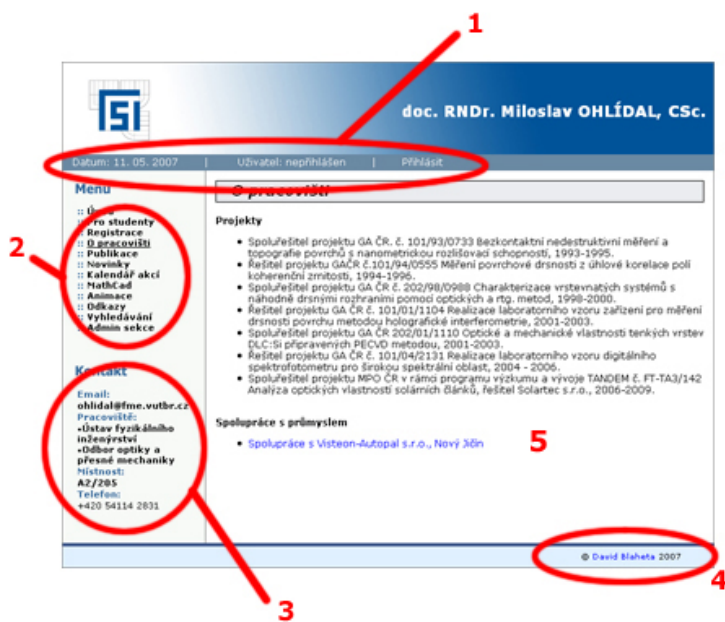 1
SI
doc. RNDr. Miloslav OHLÍDAL, CSc.
Datum: 11. 05. 2007 | Uživatel: nepřihlášen | Přihlásit
Menu
2
:: Úvod
:: Pro studenty
:: Registrace
:: O pracovišti
:: Publikace
:: Novinky
:: Kalendář akcí
:: MathCad
:: Animace
:: Odkazy
:: Vyhledávání
:: Admin sekce
Kontakt
Email:
ohlidal@fme.vutbr.cz
Pracoviště:
•Ústav fyzikálního
inženýrství
•Odbor optiky a
přesné mechaniky
Místnost:
A2/205
Telefon:
+420 54114 2831
3
O pracovišti
Projekty
• Spoluřešitel projektu GA ČR. č. 101/93/0733 Bezkontaktní nedestruktivní měření a
topografie povrchů s nanometrickou rozlišovací schopností, 1993-1995.
• Řešitel projektu GAČR č.101/94/0555 Měření povrchové drsnosti z úhlové korelace polí
koherenční zrnitosti, 1994-1996.
• Spoluřešitel projektu GA ČR č. 202/98/0988 Charakterizace vrstevnatých systémů s
náhodně drsnými rozhraními pomocí optických a rtg. metod, 1998-2000.
• Řešitel projektu GA ČR č. 101/01/1104 Realizace laboratorního vzoru zařízení pro měření
drsnosti povrchu metodou holografické interferometrie, 2001-2003.
• Spoluřešitel projektu GA ČR 202/01/1110 Optické a mechanické vlastnosti tenkých vrstev
DLC:Si připravených PECVD metodou, 2001-2003.
• Řešitel projektu GA ČR č. 101/04/2131 Realizace laboratorního vzoru digitálního
spektrofotometru pro širokou spektrální oblast, 2004 - 2006.
• Spoluřešitel projektu MPO ČR v rámci programu výzkumu a vývoje TANDEM č. FT-TA3/142
Analýza optických vlastností solárních článků, řešitel Solartec s.r.o., 2006-2009.
Spolupráce s průmyslem
• Spolupráce s Visteon-Autopal s.r.o., Nový Jičín
5
© David Blaheta 2007
4